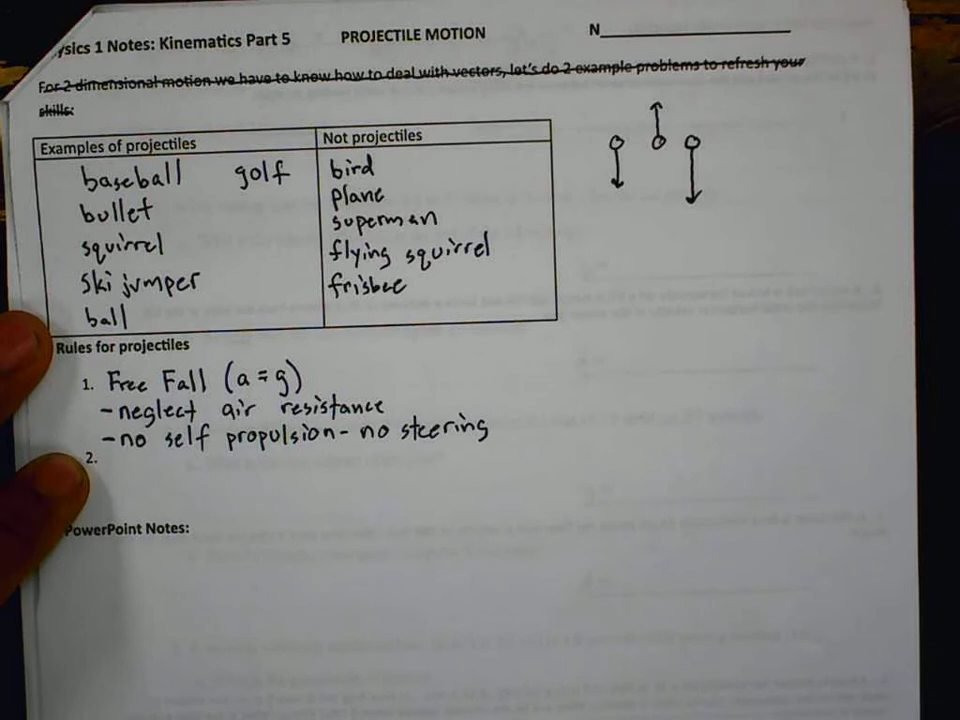 ysics 1 Notes: Kinematics Part 5 PROJECTILE MOTION N
For 2 dimensional motion we have to know how to deal with vectors, let's do 2 example problems to refresh your
skills:
Examples of projectiles Not projectiles
baseball golf bird
bullet plane
squirrel superman
ski jumper flying squirrel
ball frisbee
Rules for projectiles
1. Free Fall (a = g)
- neglect air resistance
- no self propulsion - no steering
2.
PowerPoint Notes: